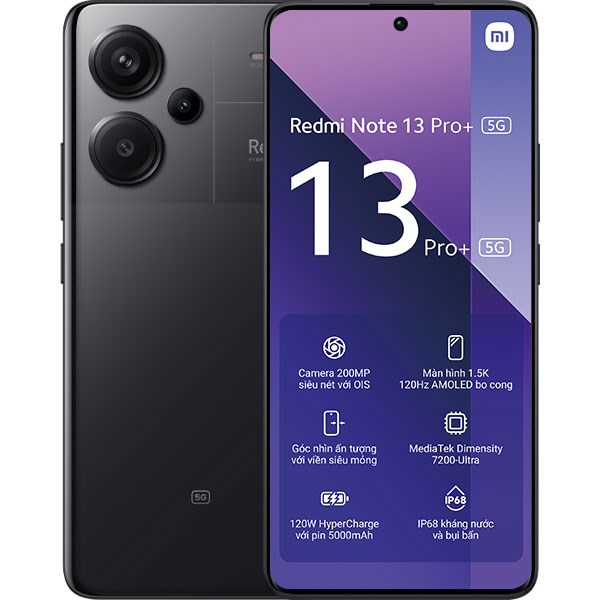 Redmi Note 13 Pro+ 5G
13 Pro+ 5G
Camera 200MP
siêu nét với OIS
Màn hình 1.5K
120Hz AMOLED bo cong
Góc nhìn ấn tượng
với viền siêu mỏng
MediaTek Dimensity
7200-Ultra
120W HyperCharge
với pin 5000mAh
IP68
IP68 kháng nước
và bụi bẩn
5G